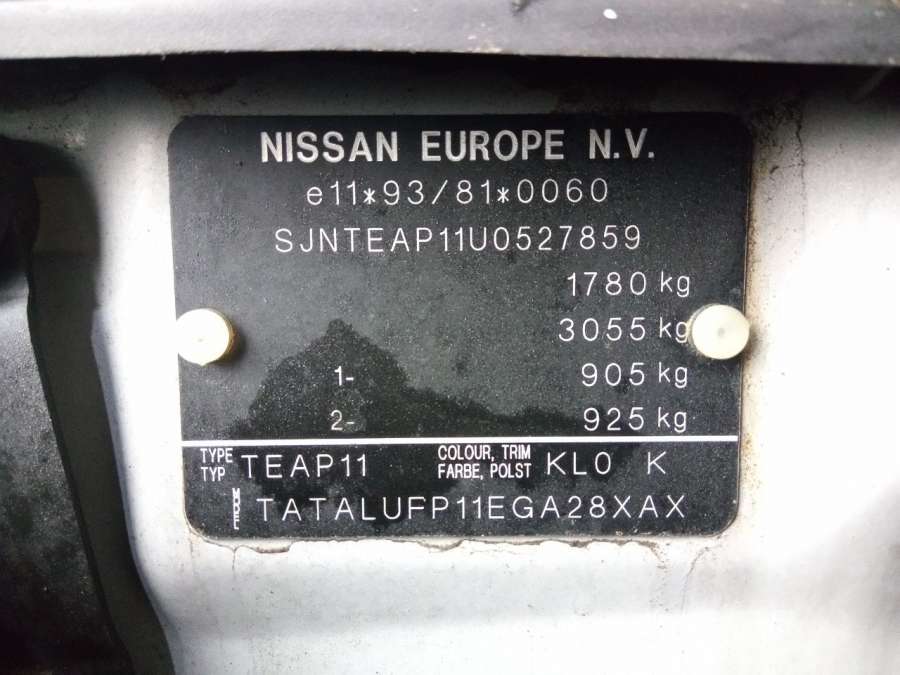 NISSAN EUROPE N.V.
e11*93/81*0060
SJNTEAP11U0527859
1780 kg
3055 kg
1- 905 kg
2- 925 kg
TYPE TYP TEAP11 COLOUR, TRIM FARBE, POLST KL0 K
MODEL TATALUFP11EGA28XAX